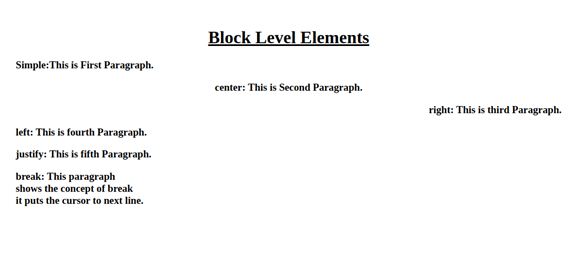 Block Level Elements
Simple:This is First Paragraph.
center: This is Second Paragraph.
right: This is third Paragraph.
left: This is fourth Paragraph.
justify: This is fifth Paragraph.
break: This paragraph
shows the concept of break
it puts the cursor to next line.